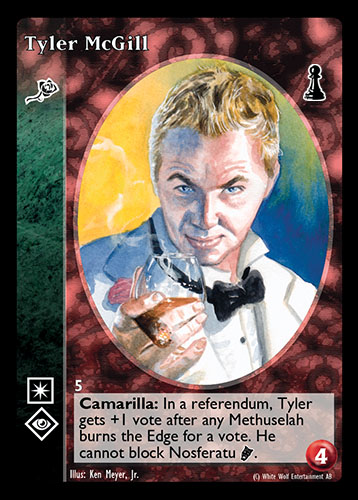 Tyler McGill
5
Camarilla: In a referendum, Tyler
gets +1 vote after any Methuselah
burns the Edge for a vote. He
cannot block Nosferatu
4
Illus: Ken Meyer, Jr.
(C) White Wolf Entertainment AB